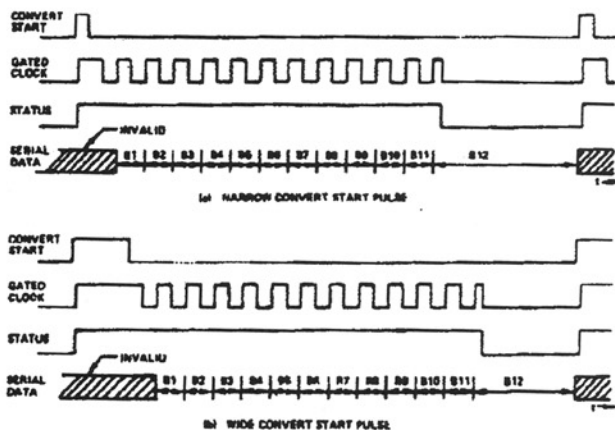 CONVERT
START
GATED
CLOCK
STATUS
INVALID
SERIAL
DATA
B1 B2 B3 B4 B5 B6 B7 B8 B9 B10 B11 B12
t
(a) NARROW CONVERT START PULSE
CONVERT
START
GATED
CLOCK
STATUS
INVALID
SERIAL
DATA
B1 B2 B3 B4 B5 B6 B7 B8 B9 B10 B11 B12
t
(b) WIDE CONVERT START PULSE